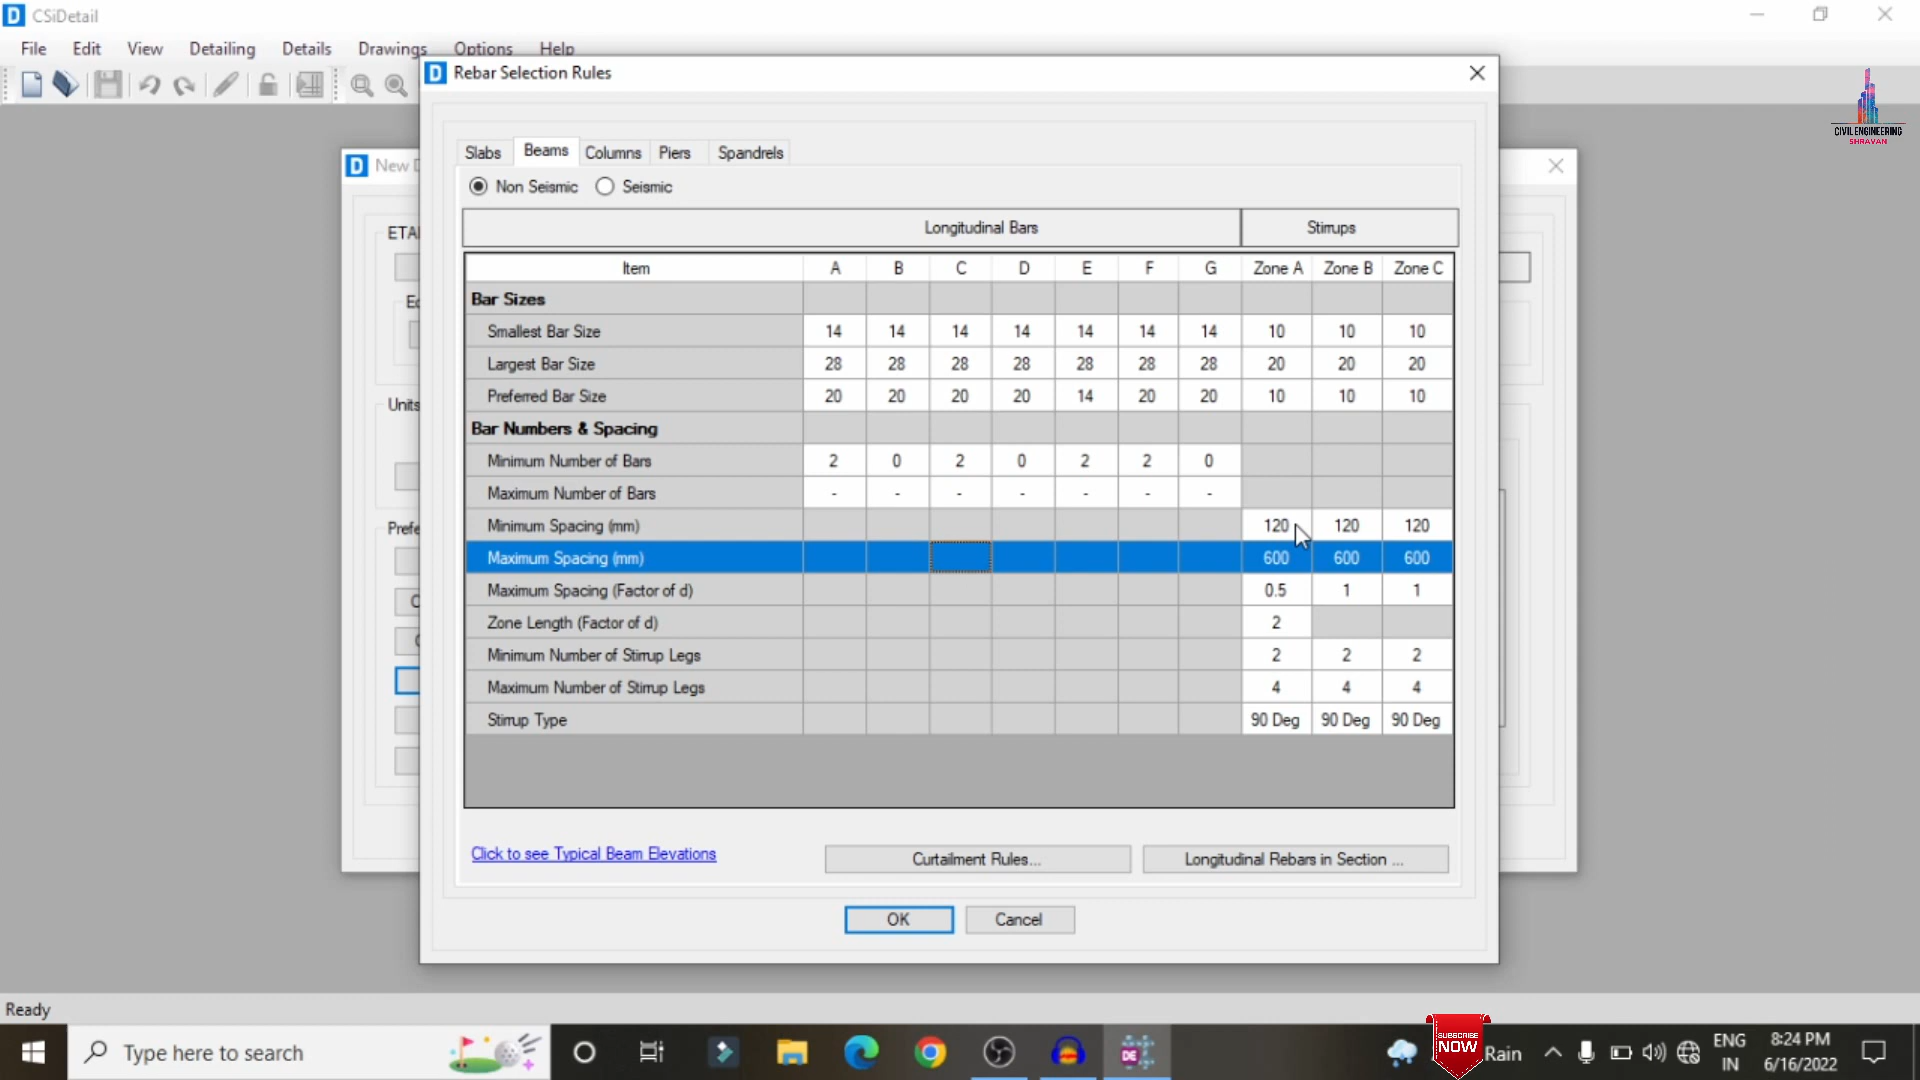 CSiDetail
File Edit View Detailing Details Drawings Options Help
Rebar Selection Rules
CIVIL ENGINEERING
SHRAVAN
New D
Slabs Beams Columns Piers Spandrels
Non Seismic Seismic
Longitudinal Bars Stirrups
ETA
Item A B C D E F G Zone A Zone B Zone C
Bar Sizes
Smallest Bar Size 14 14 14 14 14 14 14 10 10 10
Largest Bar Size 28 28 28 28 28 28 28 20 20 20
Preferred Bar Size 20 20 20 20 14 20 20 10 10 10
Units
Bar Numbers & Spacing
Minimum Number of Bars 2 0 2 0 2 2 0
Maximum Number of Bars - - - - - - -
Prefe
Minimum Spacing (mm) 120 120 120
Maximum Spacing (mm) 600 600 600
Maximum Spacing (Factor of d) 0.5 1 1
Zone Length (Factor of d) 2
Minimum Number of Stirrup Legs 2 2 2
Maximum Number of Stirrup Legs 4 4 4
Stirrup Type 90 Deg 90 Deg 90 Deg
Click to see Typical Beam Elevations Curtailment Rules... Longitudinal Rebars in Section ...
OK Cancel
Ready
Type here to search
DE
SUBSCRIBE
NOW
Rain
ENG
IN
8:24 PM
6/16/2022